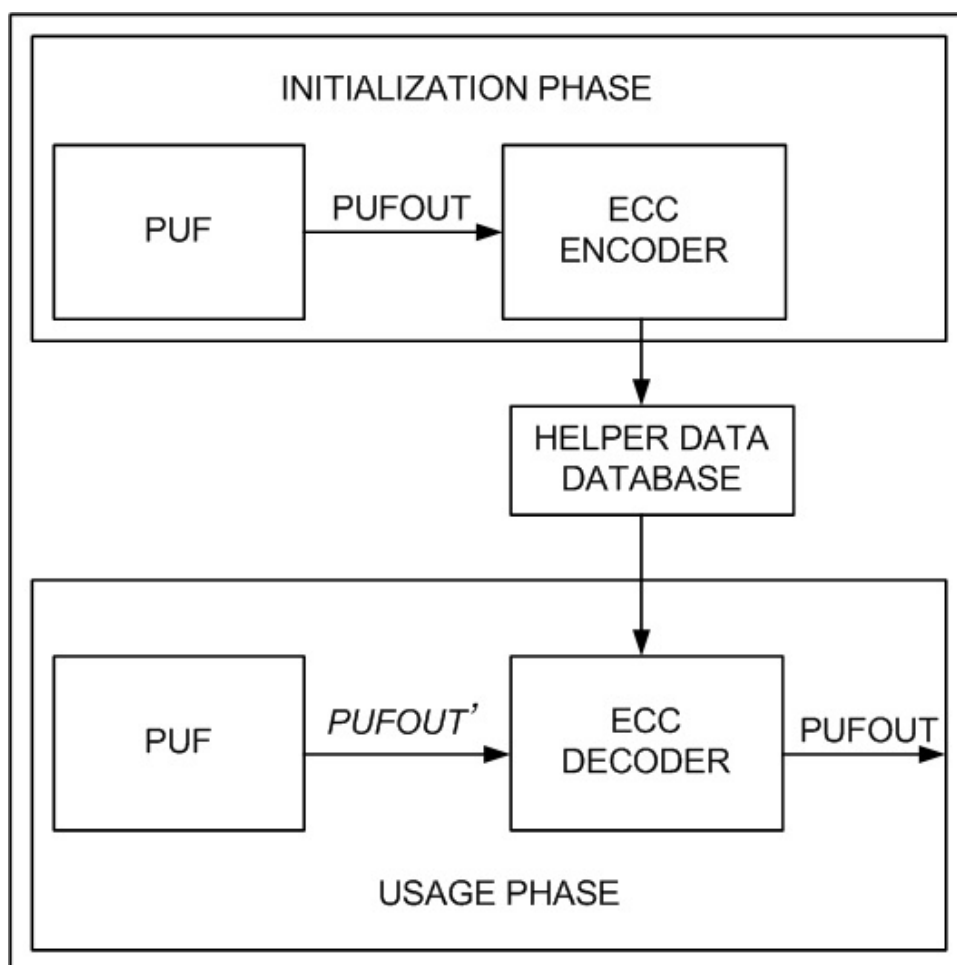 INITIALIZATION PHASE
PUF
PUFOUT
ECC
ENCODER
HELPER DATA
DATABASE
PUF
PUFOUT'
ECC
DECODER
PUFOUT
USAGE PHASE